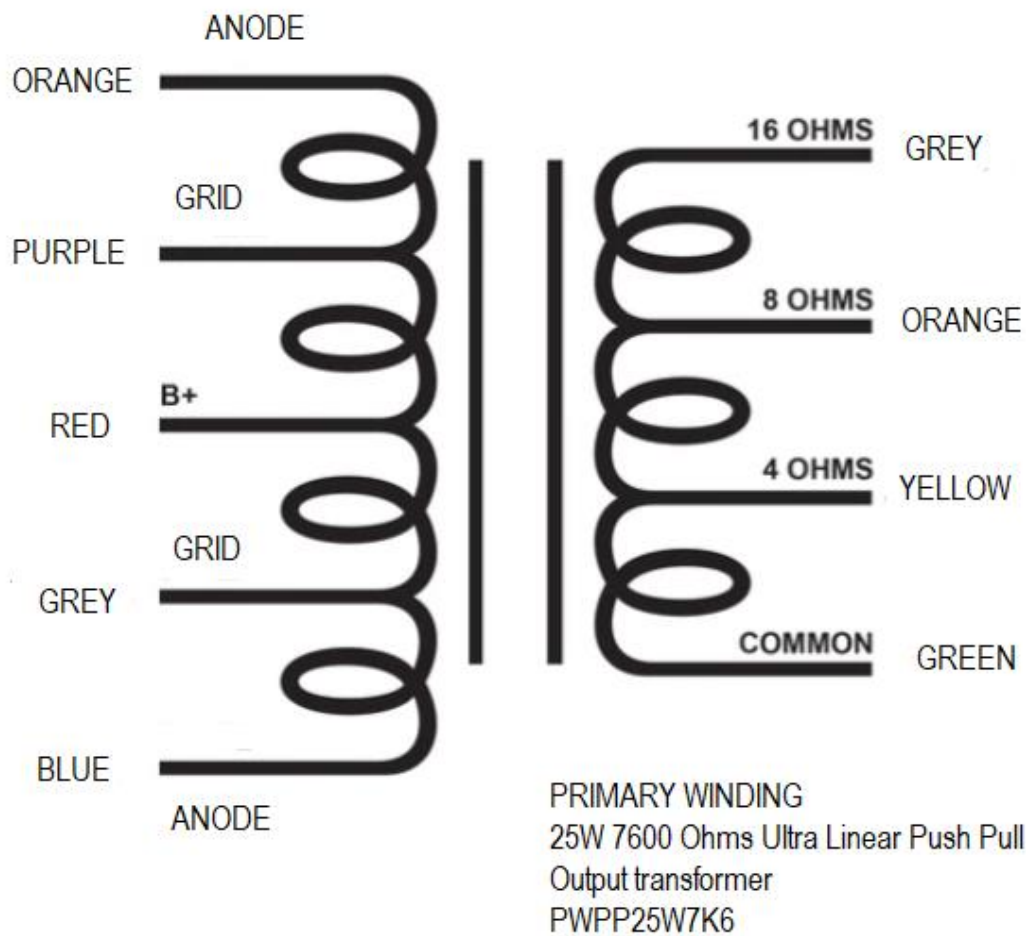 ANODE
ORANGE
GRID
PURPLE
B+
RED
GRID
GREY
BLUE
ANODE
16 OHMS GREY
8 OHMS ORANGE
4 OHMS YELLOW
COMMON GREEN
PRIMARY WINDING
25W 7600 Ohms Ultra Linear Push Pull
Output transformer
PWPP25W7K6